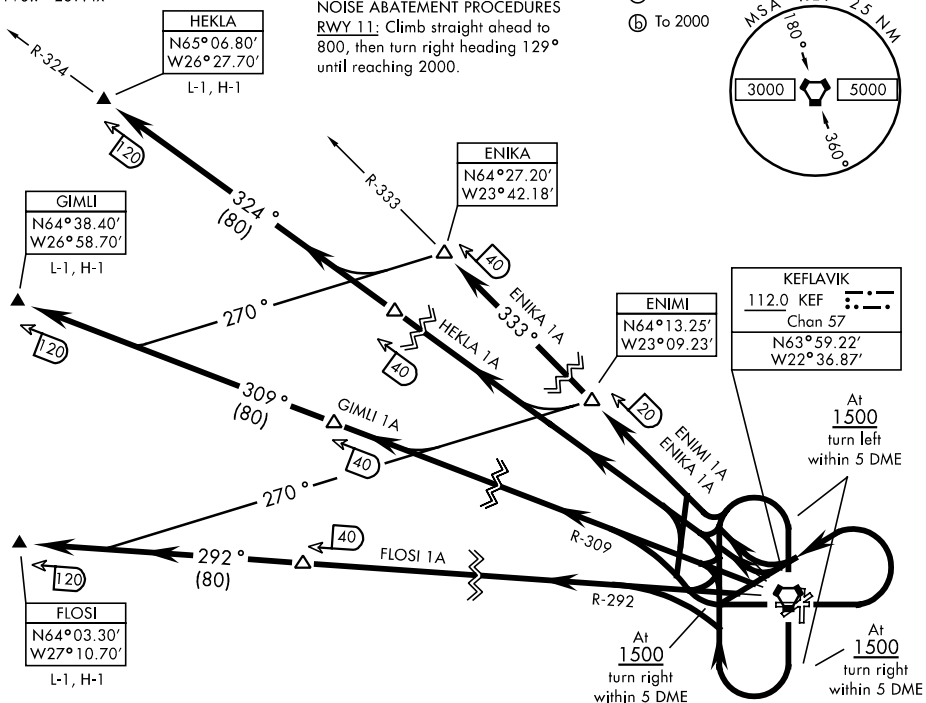 HEKLA
N65°06.80'
W26°27.70'
L-1, H-1
NOISE ABATEMENT PROCEDURES
RWY 11: Climb straight ahead to
800, then turn right heading 129°
until reaching 2000.
ⓑ To 2000
25 NM
180°
3000
5000
360°
R-324
120
R-333
ENIKA
N64°27.20'
W23°42.18'
GIMLI
N64°38.40'
W26°58.70'
L-1, H-1
324°
(80)
40
270°
ENIKA 1A
333°
ENIMI
N64°13.25'
W23°09.23'
KEFLAVIK
112.0 KEF
Chan 57
N63°59.22'
W22°36.87'
120
HEKLA 1A
40
309°
(80)
20
GIMLI 1A
40
ENIMI 1A
ENIKA 1A
At
1500
turn left
within 5 DME
270°
R-309
40
292°
(80)
FLOSI 1A
120
R-292
FLOSI
N64°03.30'
W27°10.70'
L-1, H-1
At
1500
turn right
within 5 DME
At
1500
turn right
within 5 DME